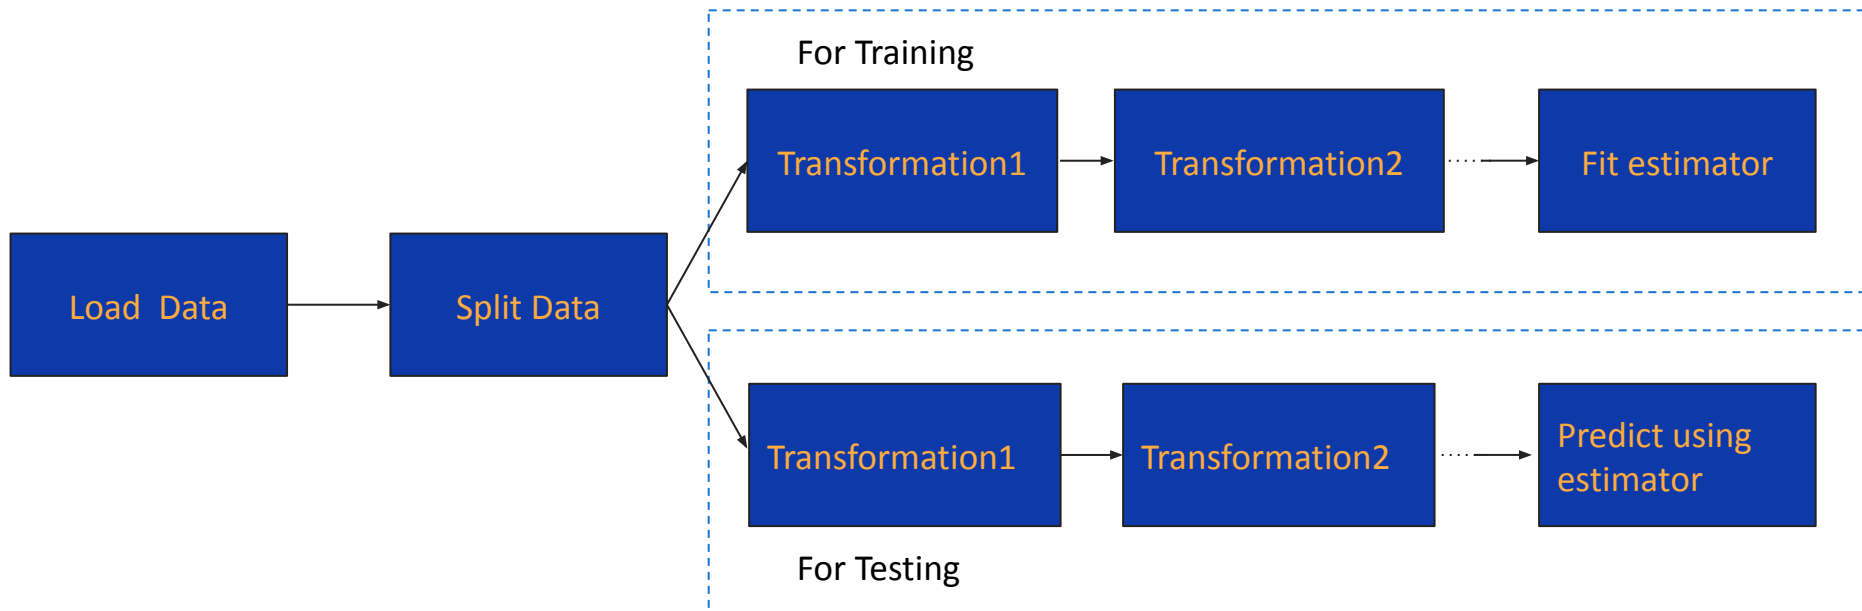 For Training
Transformation1
Transformation2
Fit estimator
Load  Data
Split Data
Transformation1
Transformation2
Predict using
estimator
For Testing